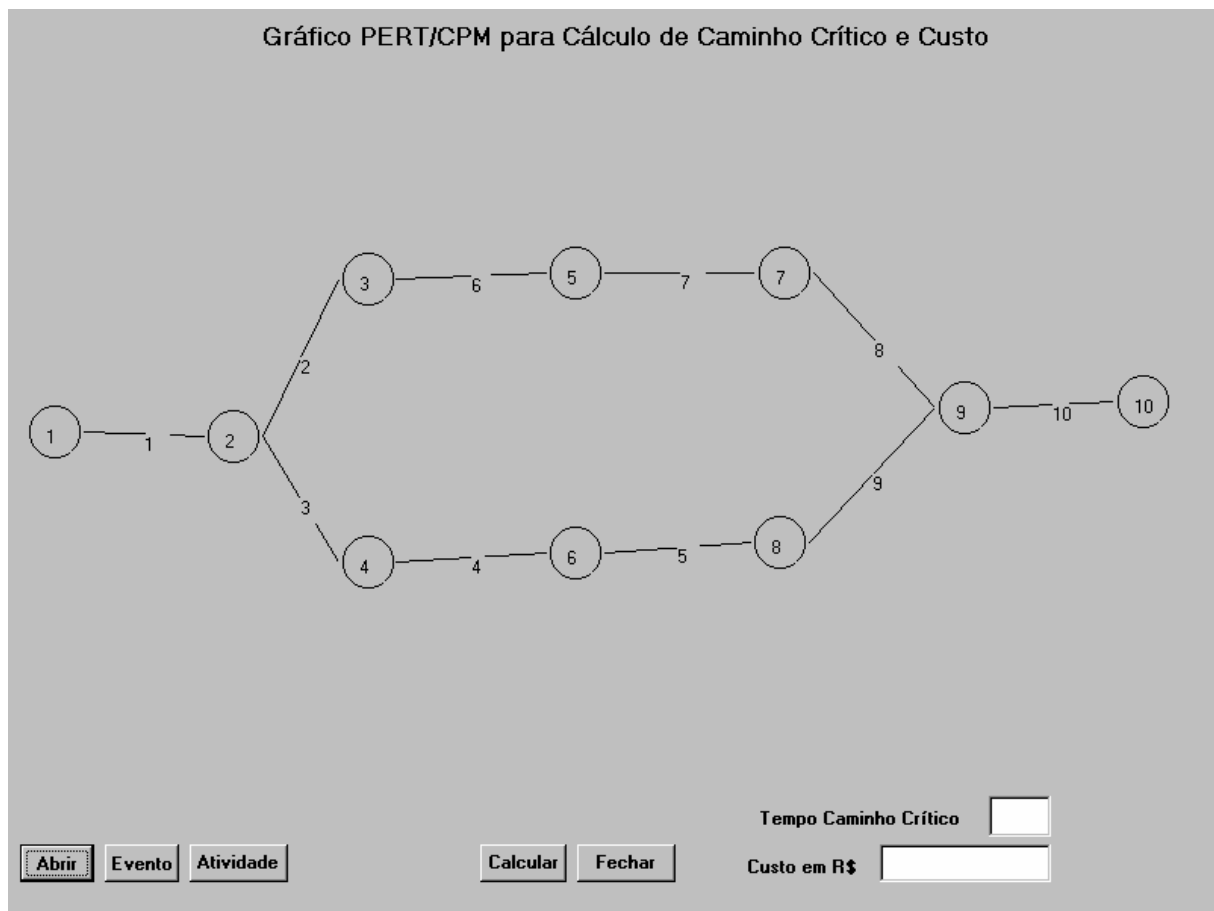 Gráfico PERT/CPM para Cálculo de Caminho Crítico e Custo
3 6 5 7 7
2 8
1 1 2 9 10 10
3 9
4 4 6 5 8
Tempo Caminho Crítico
Abrir Evento Atividade Calcular Fechar Custo em R$